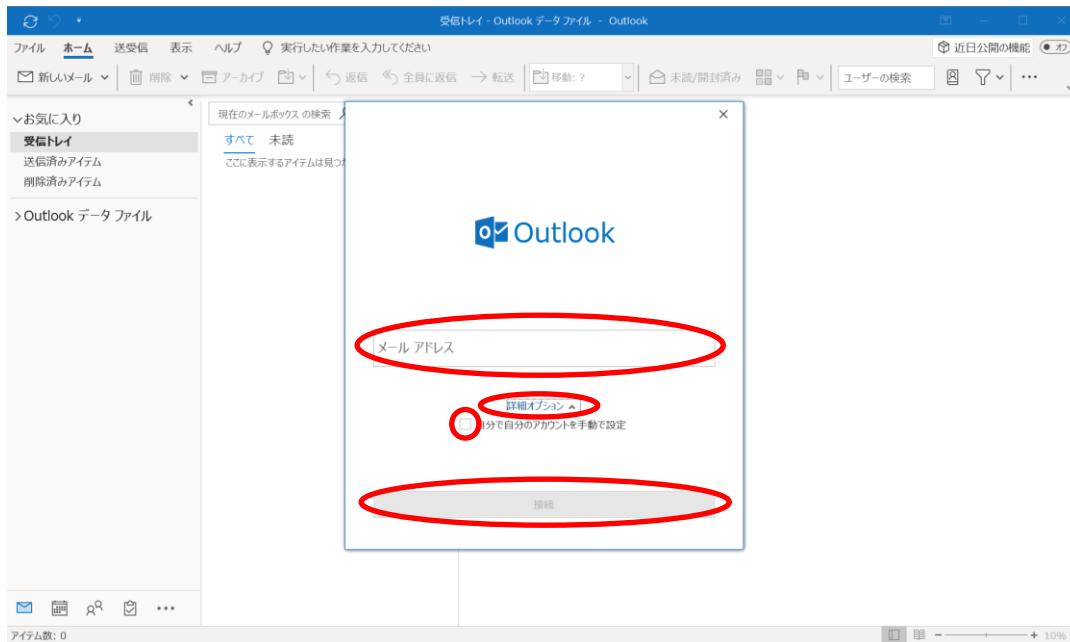 受信トレイ - Outlook データ ファイル - Outlook
ファイル ホーム 送受信 表示 ヘルプ 実行したい作業を入力してください 近日公開の機能 オフ
新しいメール 削除 アーカイブ 返信 全員に返信 転送 移動: ? 未読/開封済み ユーザーの検索
お気に入り
受信トレイ
送信済みアイテム
削除済みアイテム
Outlook データ ファイル
現在のメールボックス の検索
すべて 未読
ここに表示するアイテムは見つか
Outlook
メール アドレス
詳細オプション
自分で自分のアカウントを手動で設定
接続
アイテム数: 0
10%